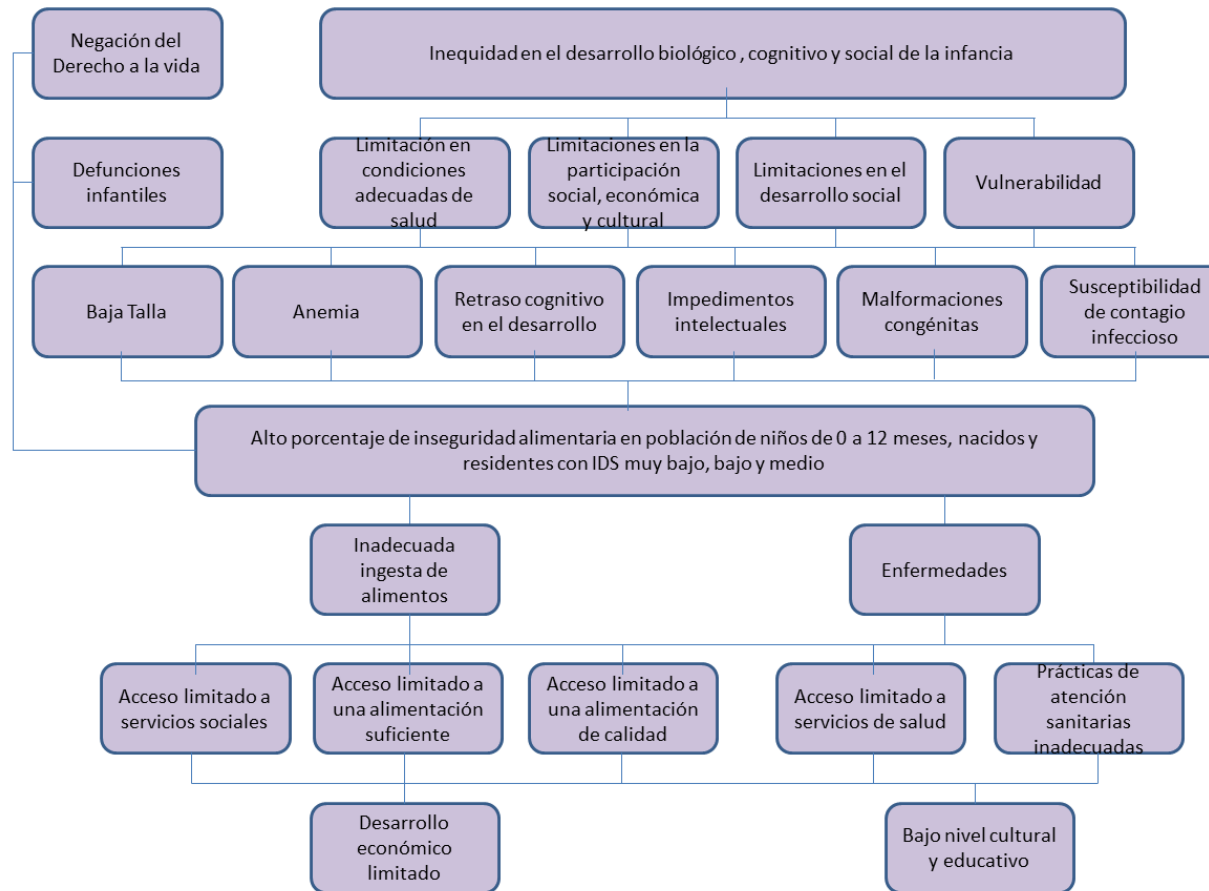 Negación del
Derecho a la vida
Inequidad en el desarrollo biológico , cognitivo y social de la infancia
Defunciones
infantiles
Limitación en
condiciones
adecuadas de
salud
Limitaciones en la
participación
social, económica
y cultural
Limitaciones en el
desarrollo social
Vulnerabilidad
Baja Talla
Anemia
Retraso cognitivo
en el desarrollo
Impedimentos
intelectuales
Malformaciones
congénitas
Susceptibilidad
de contagio
infeccioso
Alto porcentaje de inseguridad alimentaria en población de niños de 0 a 12 meses, nacidos y
residentes con IDS muy bajo, bajo y medio
Inadecuada
ingesta de
alimentos
Enfermedades
Acceso limitado a
servicios sociales
Acceso limitado a
una alimentación
suficiente
Acceso limitado a
una alimentación
de calidad
Acceso limitado a
servicios de salud
Prácticas de
atención
sanitarias
inadecuadas
Desarrollo
económico
limitado
Bajo nivel cultural
y educativo